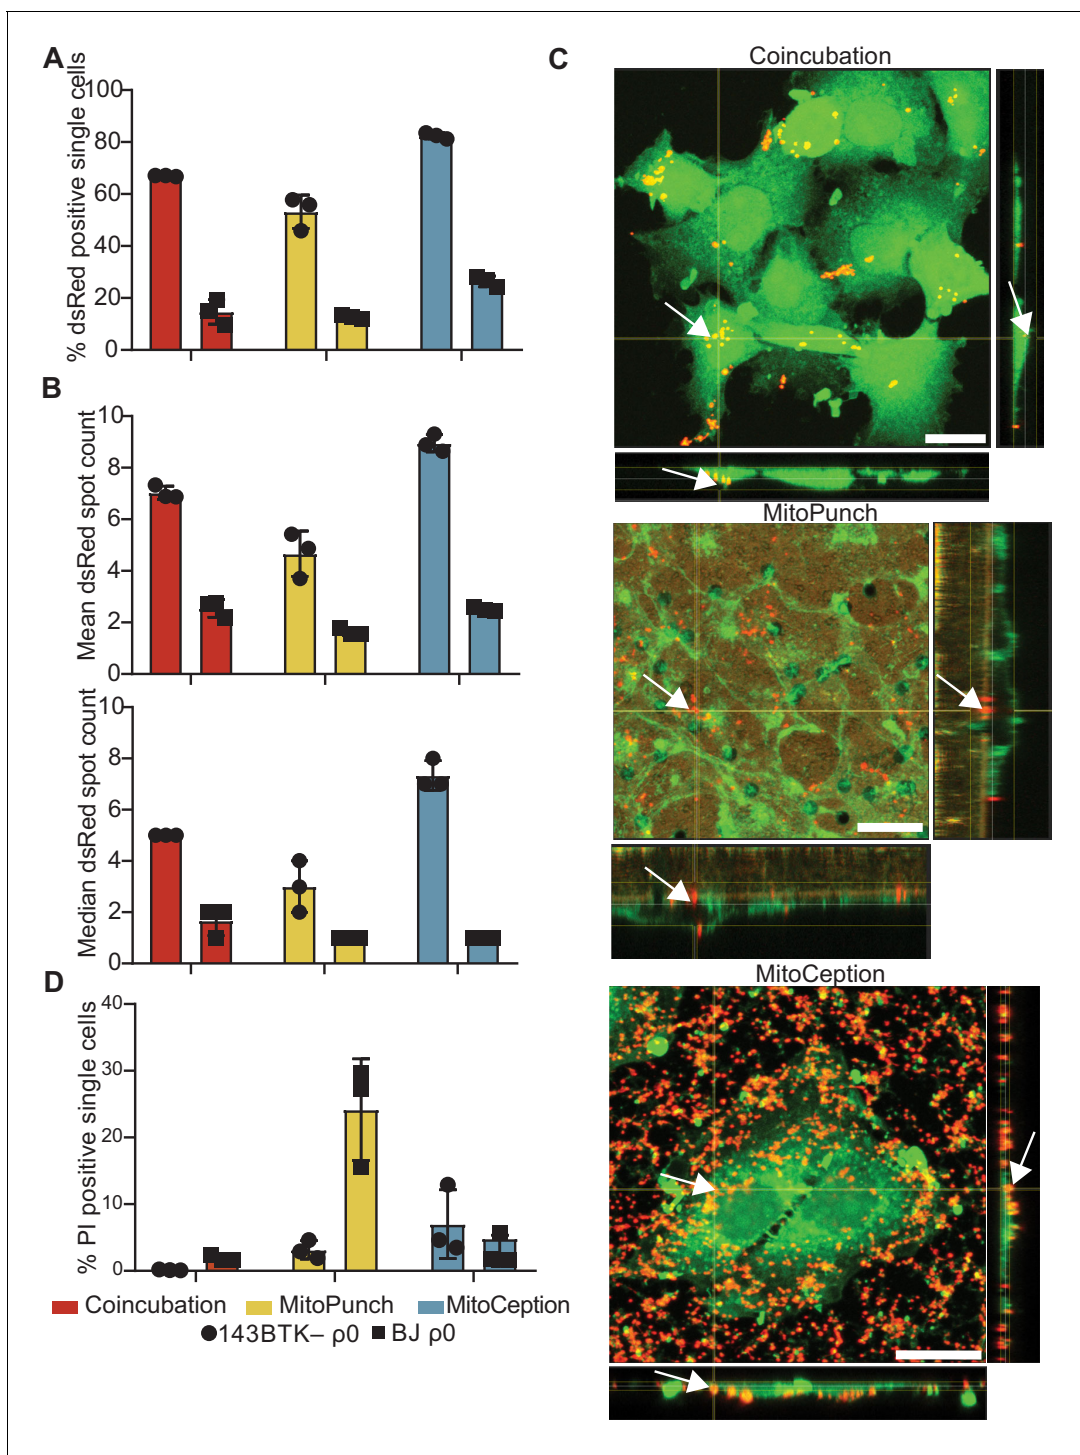 A
% dsRed positive single cells
100
80
60
40
20
0
B
Mean dsRed spot count
10
8
6
4
2
0
Median dsRed spot count
10
8
6
4
2
0
D
% PI positive single cells
40
30
20
10
0
Coincubation MitoPunch MitoCeption
143BTK– ρ0 BJ ρ0
C
Coincubation
MitoPunch
MitoCeption